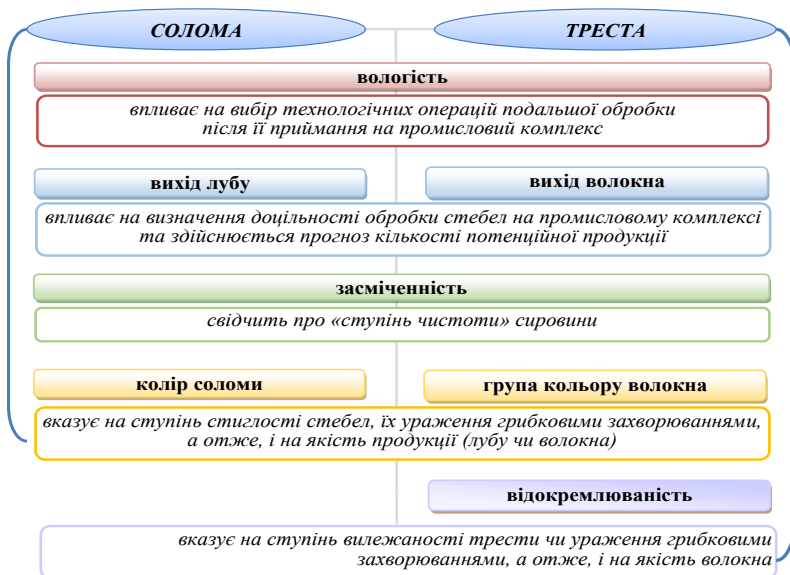 СОЛОМА
ТРЕСТА
вологість
впливає на вибір технологічних операцій подальшої обробки
після її приймання на промисловий комплекс
вихід лубу
вихід волокна
впливає на визначення доцільності обробки стебел на промисловому комплексі
та здійснюється прогноз кількості потенційної продукції
засміченність
свідчить про «ступінь чистоти» сировини
колір соломи
група кольору волокна
вказує на ступінь стиглості стебел, їх ураження грибковими захворюваннями,
а отже, і на якість продукції (лубу чи волокна)
відокремлюваність
вказує на ступінь вилежаності трести чи ураження грибковими
захворюваннями, а отже, і на якість волокна